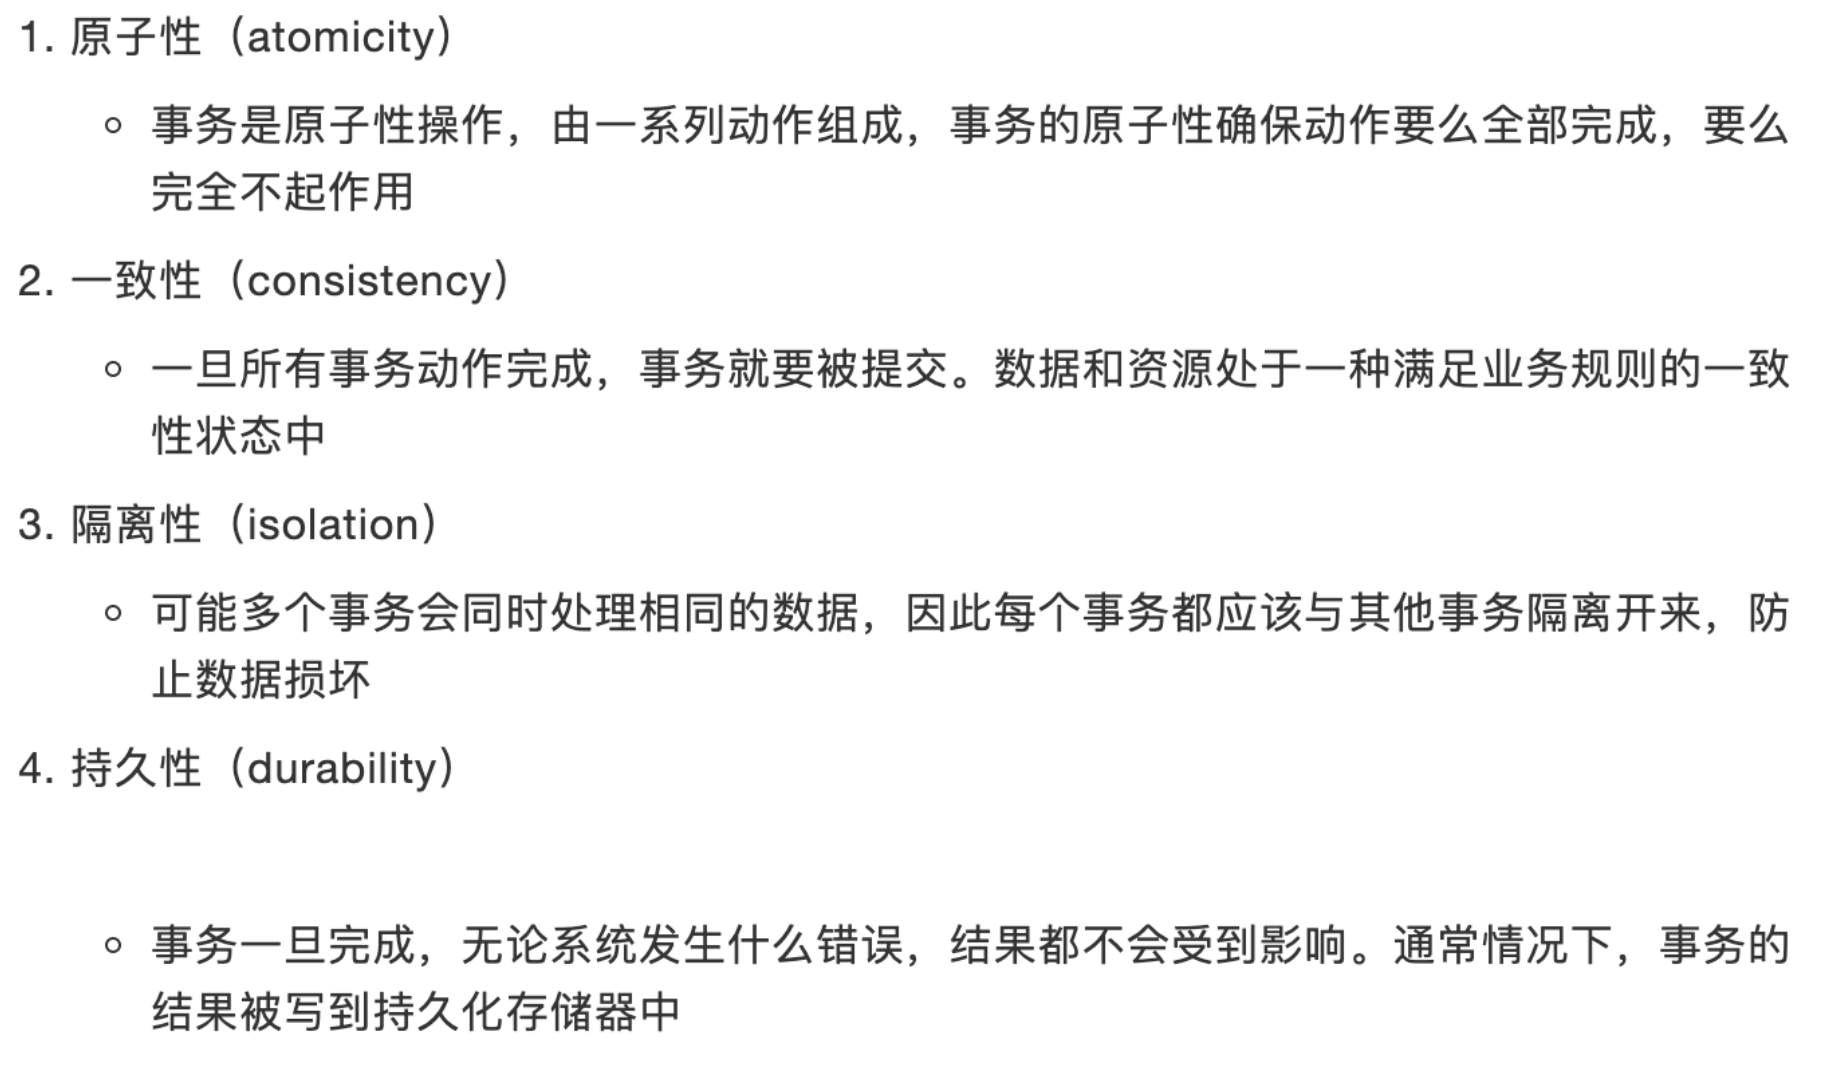 1. 原子性（atomicity）
○ 事务是原子性操作，由一系列动作组成，事务的原子性确保动作要么全部完成，要么
完全不起作用
2. 一致性（consistency）
○ 一旦所有事务动作完成，事务就要被提交。数据和资源处于一种满足业务规则的一致
性状态中
3. 隔离性（isolation）
○ 可能多个事务会同时处理相同的数据，因此每个事务都应该与其他事务隔离开来，防
止数据损坏
4. 持久性（durability）
○ 事务一旦完成，无论系统发生什么错误，结果都不会受到影响。通常情况下，事务的
结果被写到持久化存储器中